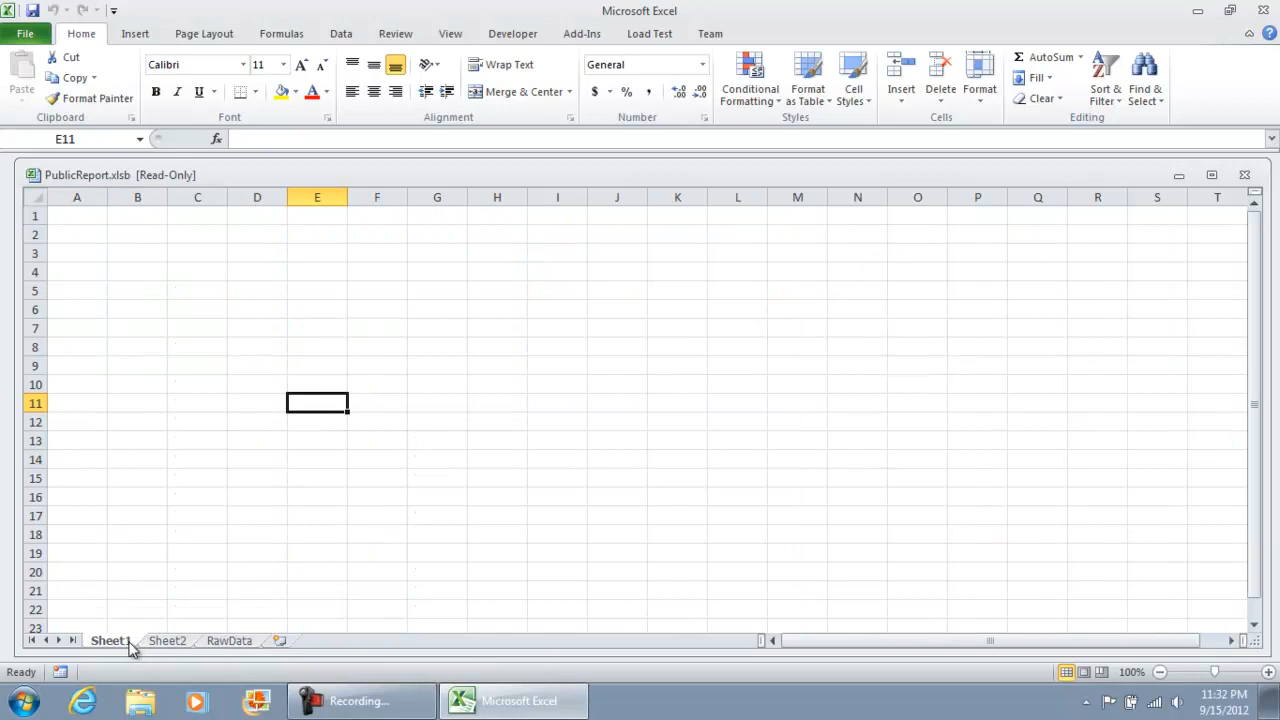 Microsoft Excel
File Home Insert Page Layout Formulas Data Review View Developer Add-Ins Load Test Team
Paste
Cut
Copy
Format Painter
Clipboard
Calibri 11
B I U
Font
Wrap Text
Merge & Center
Alignment
General
$ % ,
Number
Conditional Formatting
Format as Table
Cell Styles
Styles
Insert Delete Format
Cells
AutoSum
Fill
Clear
Sort & Filter
Find & Select
Editing
E11 fx
PublicReport.xlsb [Read-Only]
A B C D E F G H I J K L M N O P Q R S T
1
2
3
4
5
6
7
8
9
10
11
12
13
14
15
16
17
18
19
20
21
22
23
Sheet1 Sheet2 RawData
Ready 100%
Recording... Microsoft Excel
11:32 PM
9/15/2012